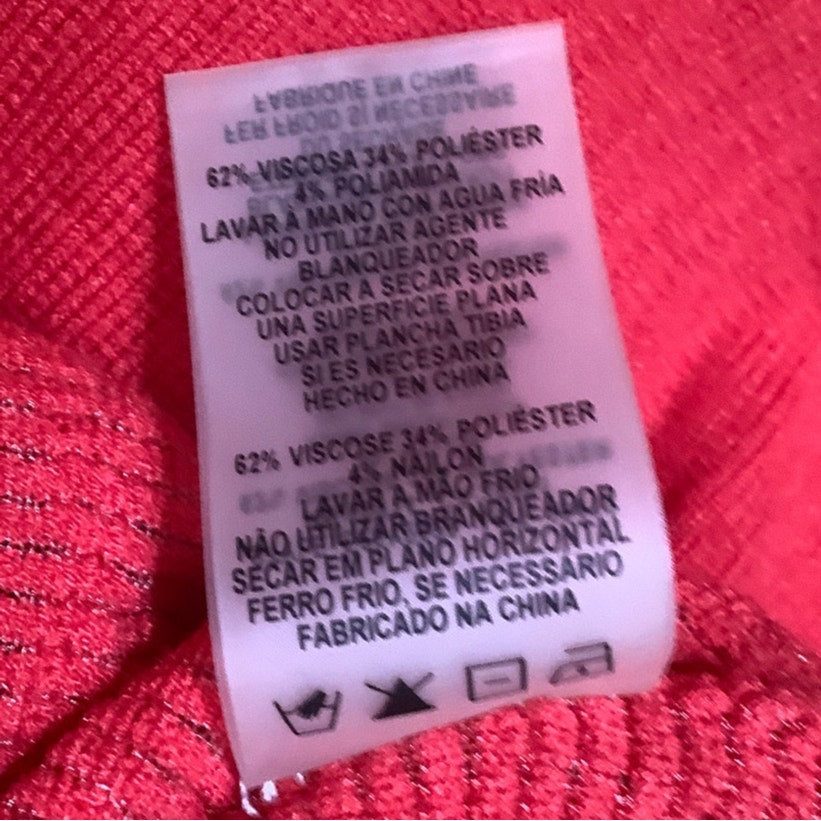 62% VISCOSA 34% POLIÉSTER
4% POLIAMIDA
LAVAR À MANO CON AGUA FRÍA
NO UTILIZAR AGENTE
BLANQUEADOR
COLOCAR A SECAR SOBRE
UNA SUPERFICIE PLANA
USAR PLANCHA TIBIA
SI ES NECESARIO
HECHO EN CHINA
62% VISCOSE 34% POLIÉSTER
4% NÁILON
LAVAR A MÃO FRIO
NÃO UTILIZAR BRANQUEADOR
SECAR EM PLANO HORIZONTAL
FERRO FRIO, SE NECESSÁRIO
FABRICADO NA CHINA